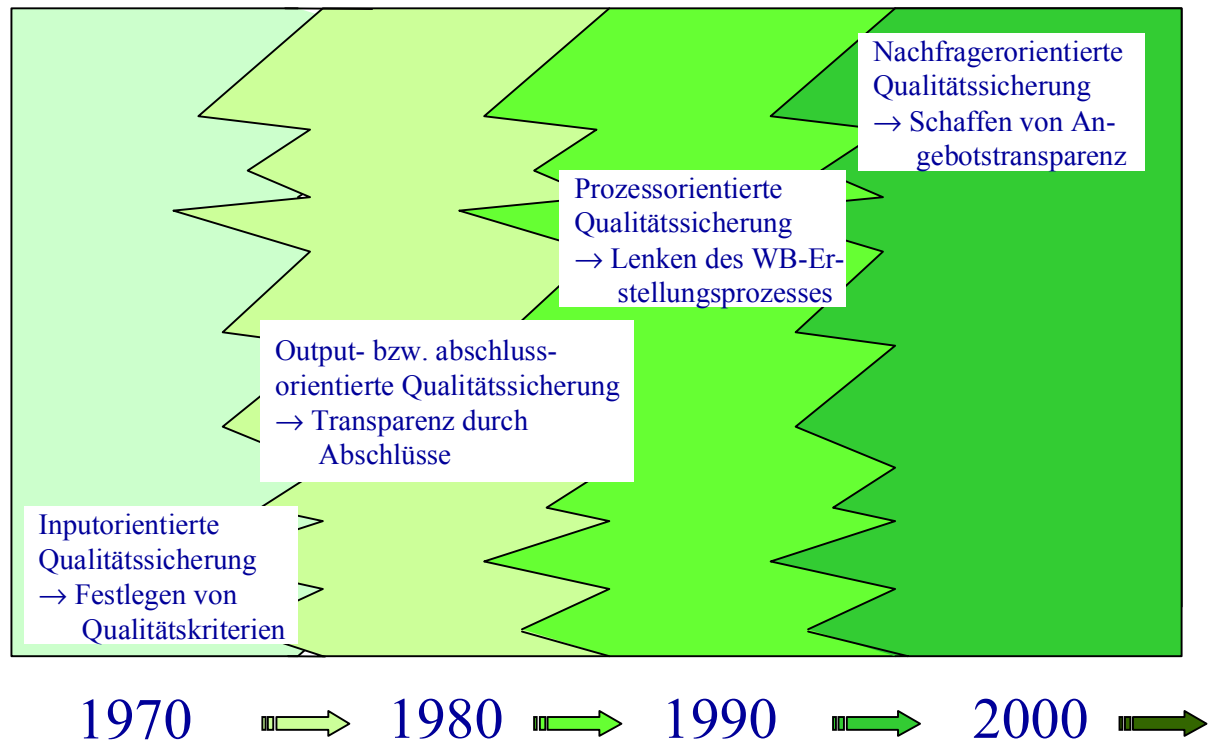 Nachfragerorientierte
Qualitätssicherung
→ Schaffen von An-
gebotstransparenz
Prozessorientierte
Qualitätssicherung
→ Lenken des WB-Er-
stellungsprozesses
Output- bzw. abschluss-
orientierte Qualitätssicherung
→ Transparenz durch
Abschlüsse
Inputorientierte
Qualitätssicherung
→ Festlegen von
Qualitätskriterien
1970 1980 1990 2000